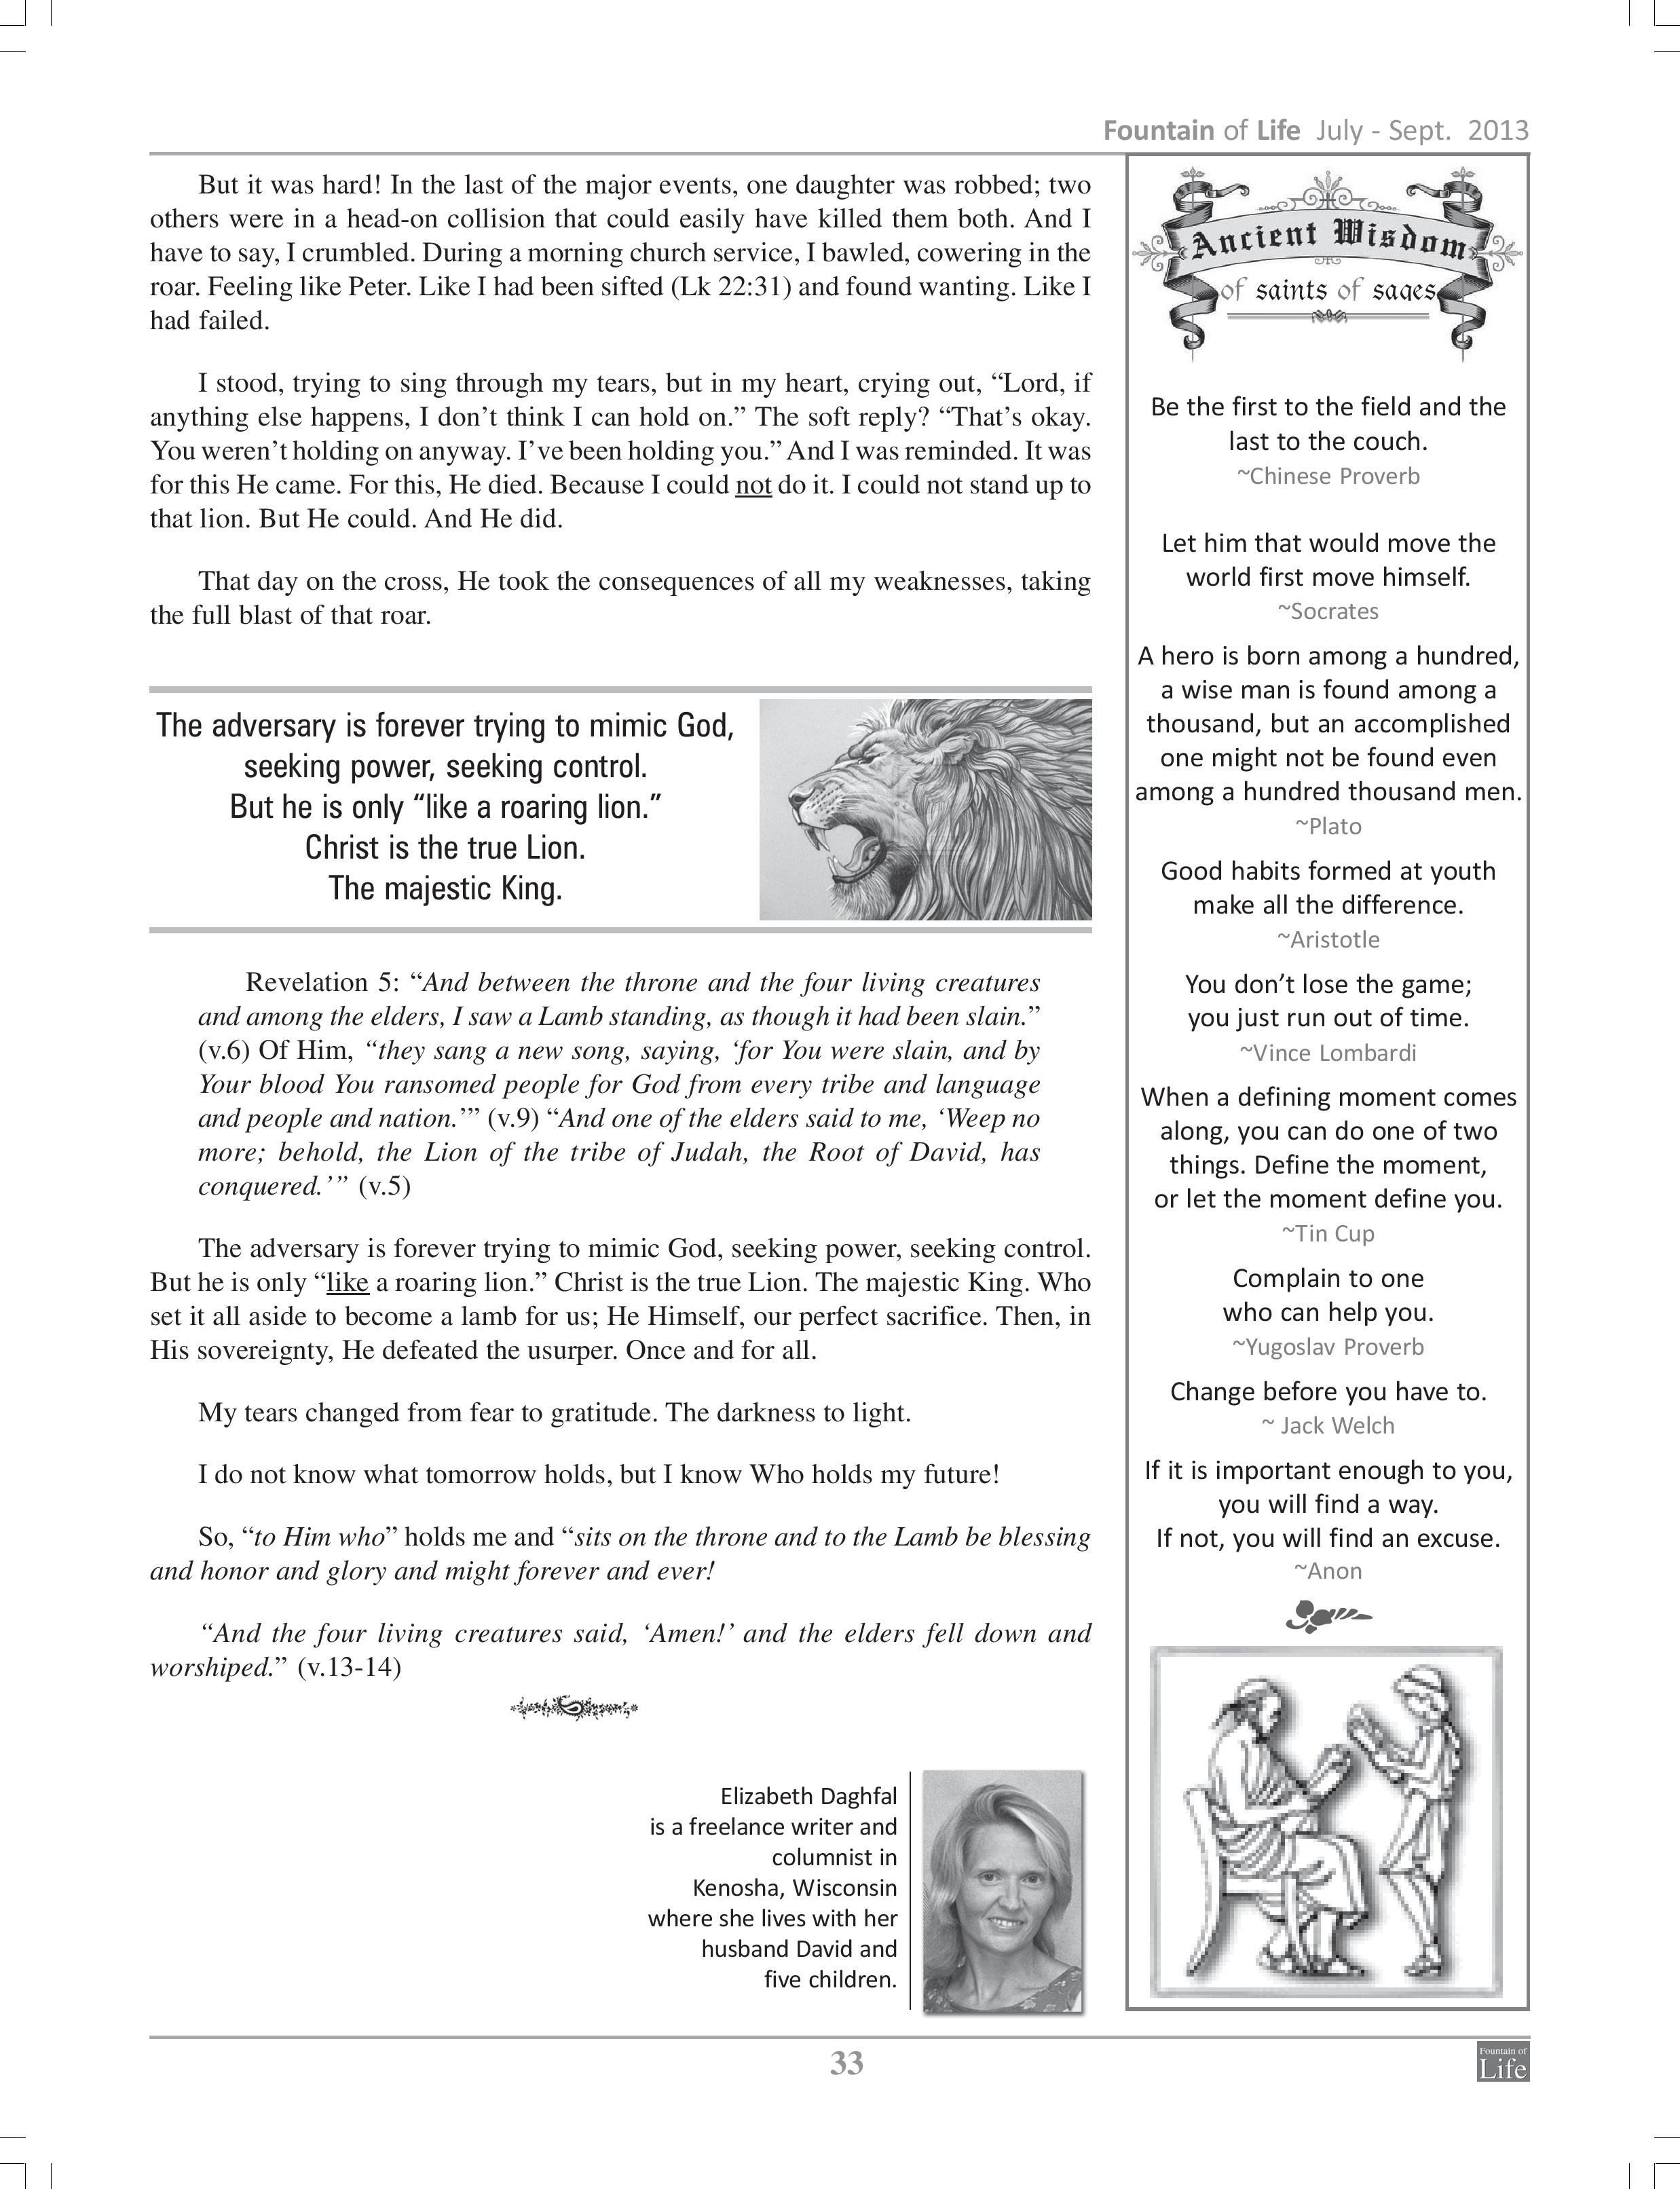 Fountain of Life July - Sept. 2013
But it was hard! In the last of the major events, one daughter was robbed; two
others were in a head-on collision that could easily have killed them both. And I
have to say, I crumbled. During a morning church service, I bawled, cowering in the
roar. Feeling like Peter. Like I had been sifted (Lk 22:31) and found wanting. Like I
had failed.
I stood, trying to sing through my tears, but in my heart, crying out, “Lord, if
anything else happens, I don’t think I can hold on.” The soft reply? “That’s okay.
You weren’t holding on anyway. I’ve been holding you.” And I was reminded. It was
for this He came. For this, He died. Because I could not do it. I could not stand up to
that lion. But He could. And He did.
That day on the cross, He took the consequences of all my weaknesses, taking
the full blast of that roar.
The adversary is forever trying to mimic God,
seeking power, seeking control.
But he is only “like a roaring lion.”
Christ is the true Lion.
The majestic King.
Revelation 5: “And between the throne and the four living creatures
and among the elders, I saw a Lamb standing, as though it had been slain.”
(v.6) Of Him, “they sang a new song, saying, ‘for You were slain, and by
Your blood You ransomed people for God from every tribe and language
and people and nation.’” (v.9) “And one of the elders said to me, ‘Weep no
more; behold, the Lion of the tribe of Judah, the Root of David, has
conquered.’” (v.5)
The adversary is forever trying to mimic God, seeking power, seeking control.
But he is only “like a roaring lion.” Christ is the true Lion. The majestic King. Who
set it all aside to become a lamb for us; He Himself, our perfect sacrifice. Then, in
His sovereignty, He defeated the usurper. Once and for all.
My tears changed from fear to gratitude. The darkness to light.
I do not know what tomorrow holds, but I know Who holds my future!
So, “to Him who” holds me and “sits on the throne and to the Lamb be blessing
and honor and glory and might forever and ever!
“And the four living creatures said, ‘Amen!’ and the elders fell down and
worshiped.” (v.13-14)
Elizabeth Daghfal
is a freelance writer and
columnist in
Kenosha, Wisconsin
where she lives with her
husband David and
five children.
Ancient Wisdom
of saints of sages
Be the first to the field and the
last to the couch.
~Chinese Proverb
Let him that would move the
world first move himself.
~Socrates
A hero is born among a hundred,
a wise man is found among a
thousand, but an accomplished
one might not be found even
among a hundred thousand men.
~Plato
Good habits formed at youth
make all the difference.
~Aristotle
You don’t lose the game;
you just run out of time.
~Vince Lombardi
When a defining moment comes
along, you can do one of two
things. Define the moment,
or let the moment define you.
~Tin Cup
Complain to one
who can help you.
~Yugoslav Proverb
Change before you have to.
~ Jack Welch
If it is important enough to you,
you will find a way.
If not, you will find an excuse.
~Anon
33
Fountain of
Life